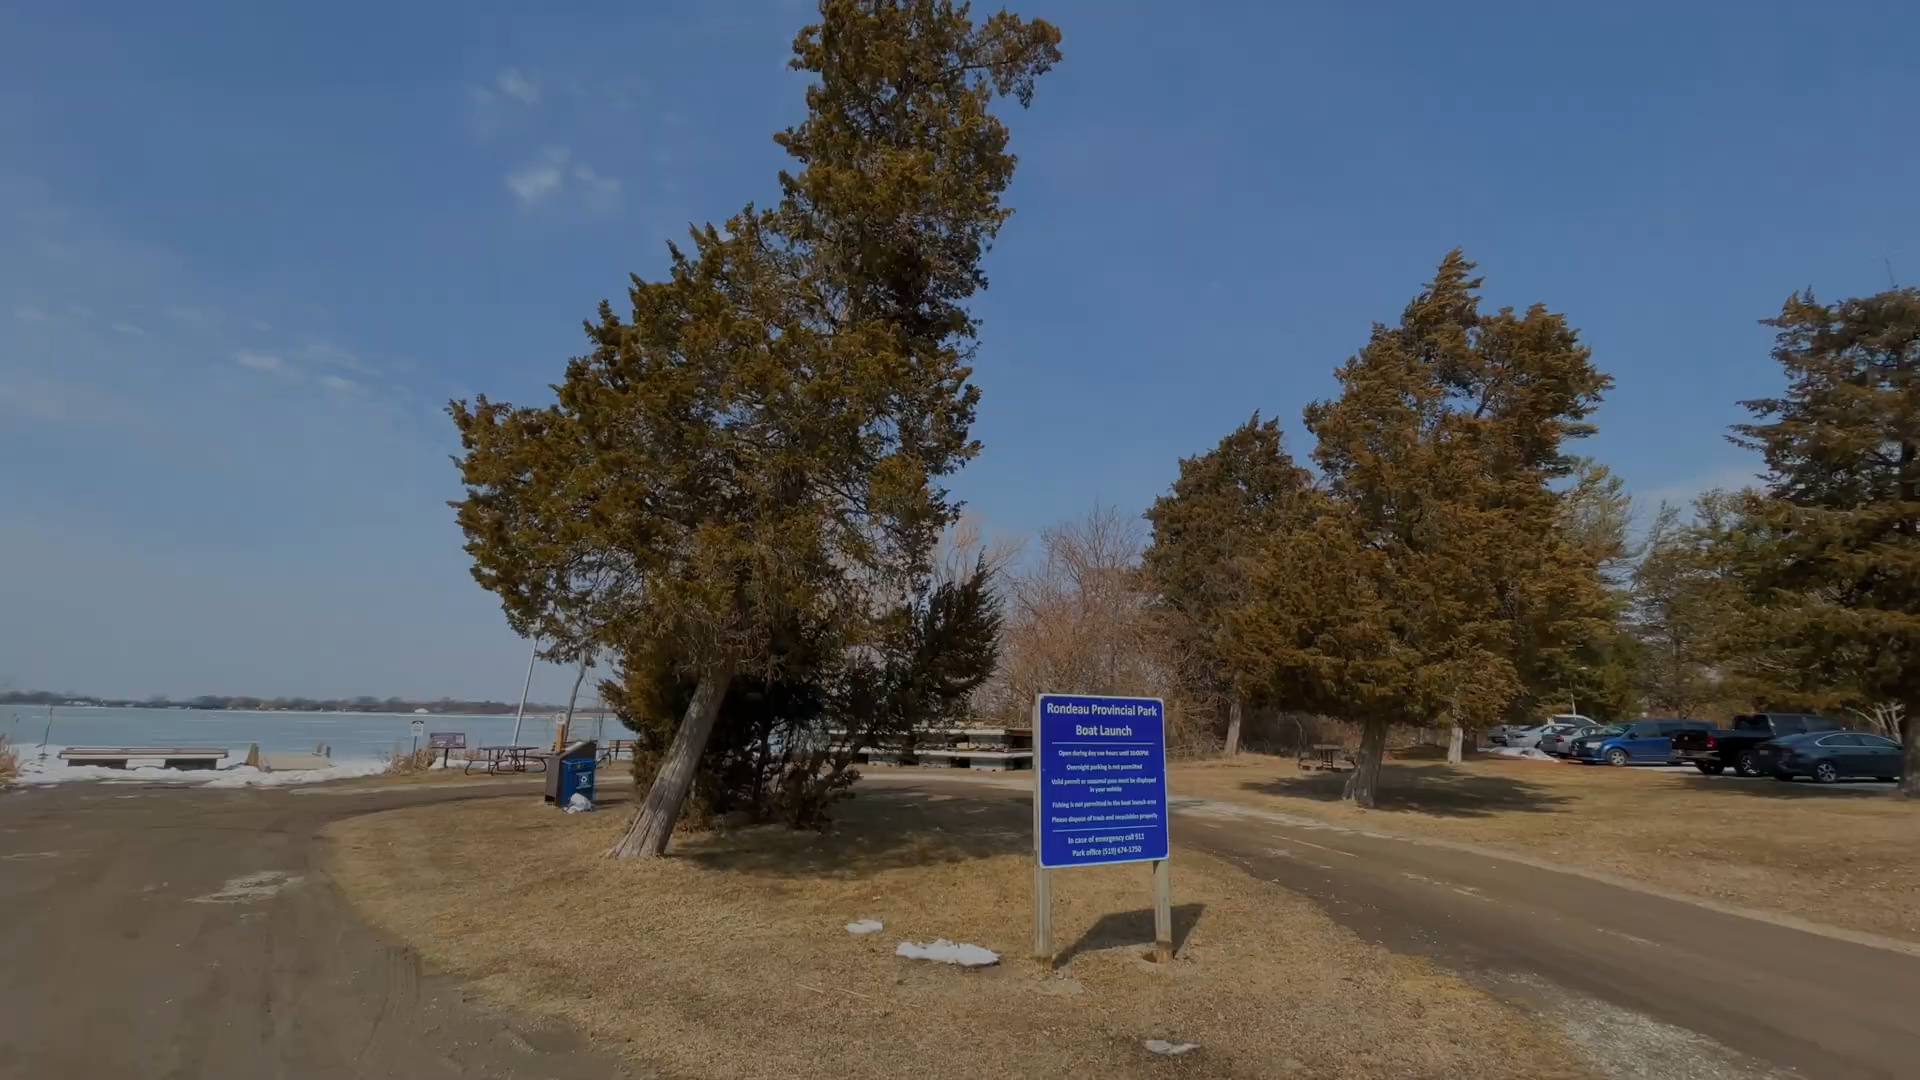 Rondeau Provincial Park
Boat Launch
Open during day use hours until 10:00PM
Overnight parking is not permitted
Valid permit or seasonal pass must be displayed
in your vehicle
Fishing is not permitted in the boat launch area
Please dispose of trash and recyclables properly
In case of emergency call 911
Park office (519) 674-1750